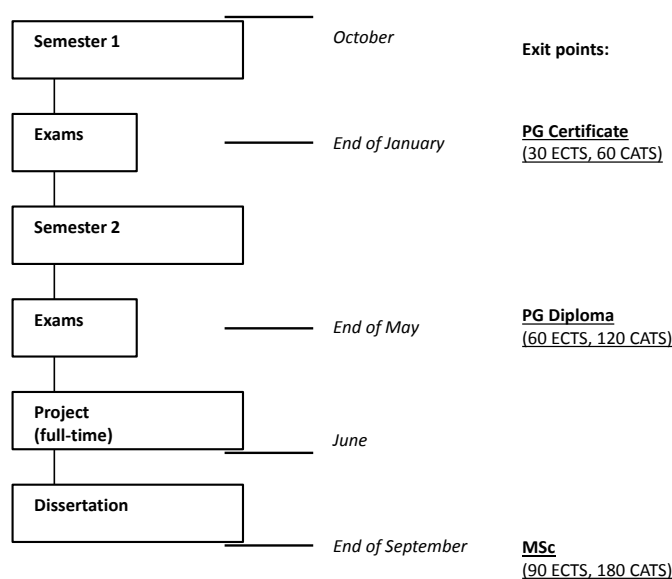 Semester 1
October
Exit points:
Exams
End of January
PG Certificate
(30 ECTS, 60 CATS)
Semester 2
Exams
End of May
PG Diploma
(60 ECTS, 120 CATS)
Project
(full-time)
June
Dissertation
End of September
MSc
(90 ECTS, 180 CATS)